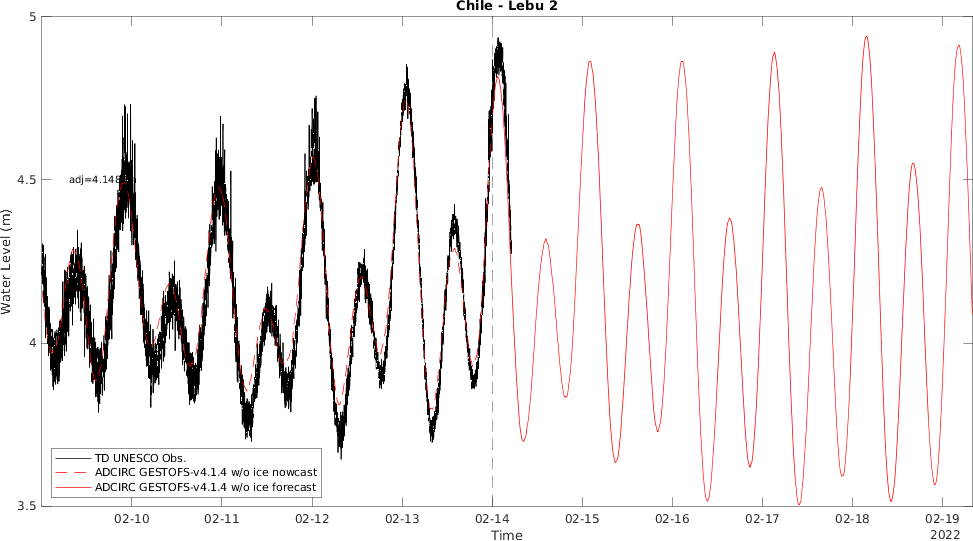 Chile - Lebu 2
5
4.5
4
3.5
Water Level (m)
adj=4.148
TD UNESCO Obs.
ADCIRC GESTOFS-v4.1.4 w/o ice nowcast
ADCIRC GESTOFS-v4.1.4 w/o ice forecast
02-10 02-11 02-12 02-13 02-14 02-15 02-16 02-17 02-18 02-19
Time
2022